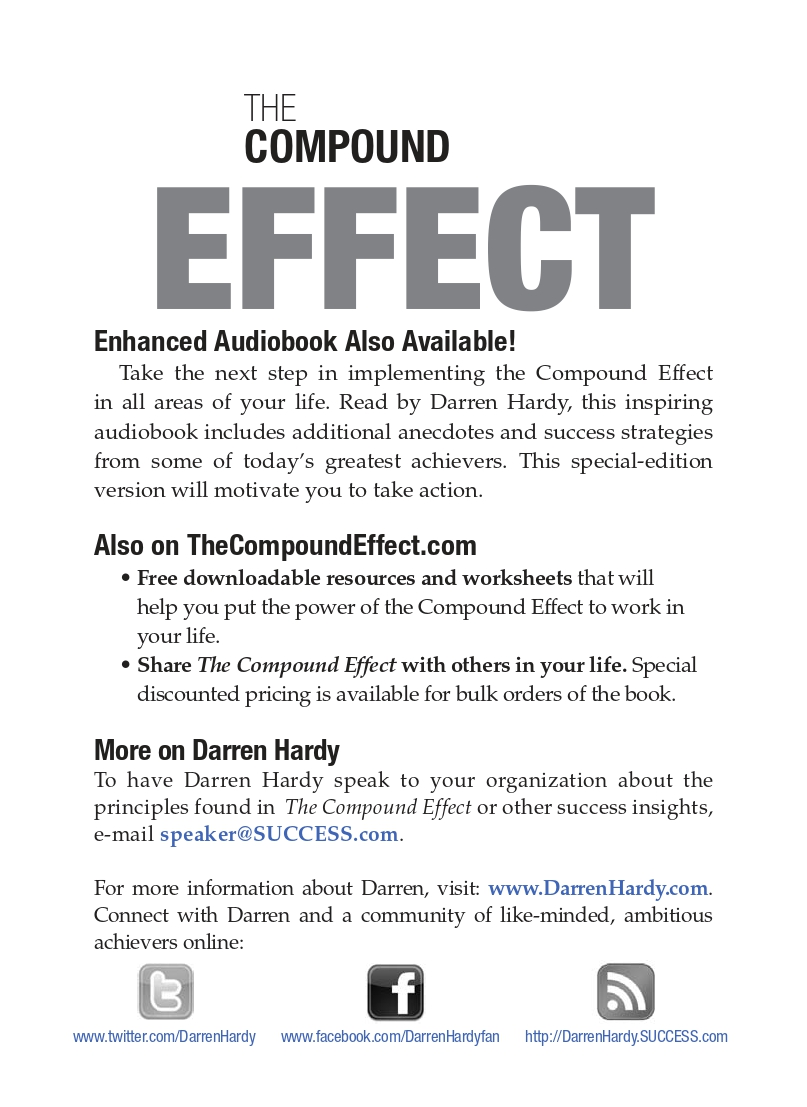 THE
COMPOUND
EFFECT
Enhanced Audiobook Also Available!
Take the next step in implementing the Compound Effect
in all areas of your life. Read by Darren Hardy, this inspiring
audiobook includes additional anecdotes and success strategies
from some of today’s greatest achievers. This special-edition
version will motivate you to take action.
Also on TheCompoundEffect.com
• Free downloadable resources and worksheets that will
help you put the power of the Compound Effect to work in
your life.
• Share The Compound Effect with others in your life. Special
discounted pricing is available for bulk orders of the book.
More on Darren Hardy
To have Darren Hardy speak to your organization about the
principles found in The Compound Effect or other success insights,
e-mail speaker@SUCCESS.com.
For more information about Darren, visit: www.DarrenHardy.com.
Connect with Darren and a community of like-minded, ambitious
achievers online:
t f
www.twitter.com/DarrenHardy www.facebook.com/DarrenHardyfan http://DarrenHardy.SUCCESS.com